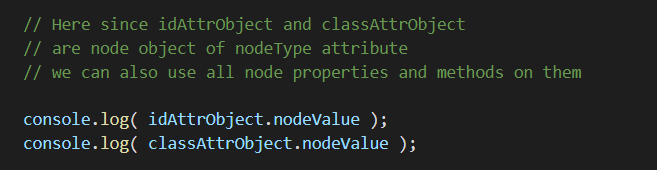 // Here since idAttrObject and classAttrObject
// are node object of nodeType attribute
// we can also use all node properties and methods on them
console.log( idAttrObject.nodeValue );
console.log( classAttrObject.nodeValue );